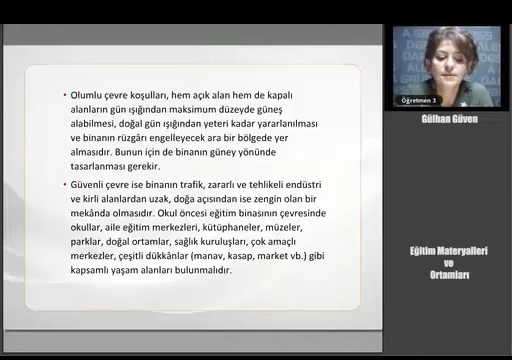 • Olumlu çevre koşulları, hem açık alan hem de kapalı
alanların gün ışığından maksimum düzeyde güneş
alabilmesi, doğal gün ışığından yeteri kadar yararlanılması
ve binanın rüzgârı engelleyecek ara bir bölgede yer
almasıdır. Bunun için de binanın güney yönünde
tasarlanması gerekir.
• Güvenli çevre ise binanın trafik, zararlı ve tehlikeli endüstri
ve kirli alanlardan uzak, doğa açısından ise zengin olan bir
mekânda olmasıdır. Okul öncesi eğitim binasının çevresinde
okullar, aile eğitim merkezleri, kütüphaneler, müzeler,
parklar, doğal ortamlar, sağlık kuruluşları, çok amaçlı
merkezler, çeşitli dükkânlar (manav, kasap, market vb.) gibi
kapsamlı yaşam alanları bulunmalıdır.
Öğretmen 3
Gülhan Güven
Eğitim Materyalleri
ve
Ortamları